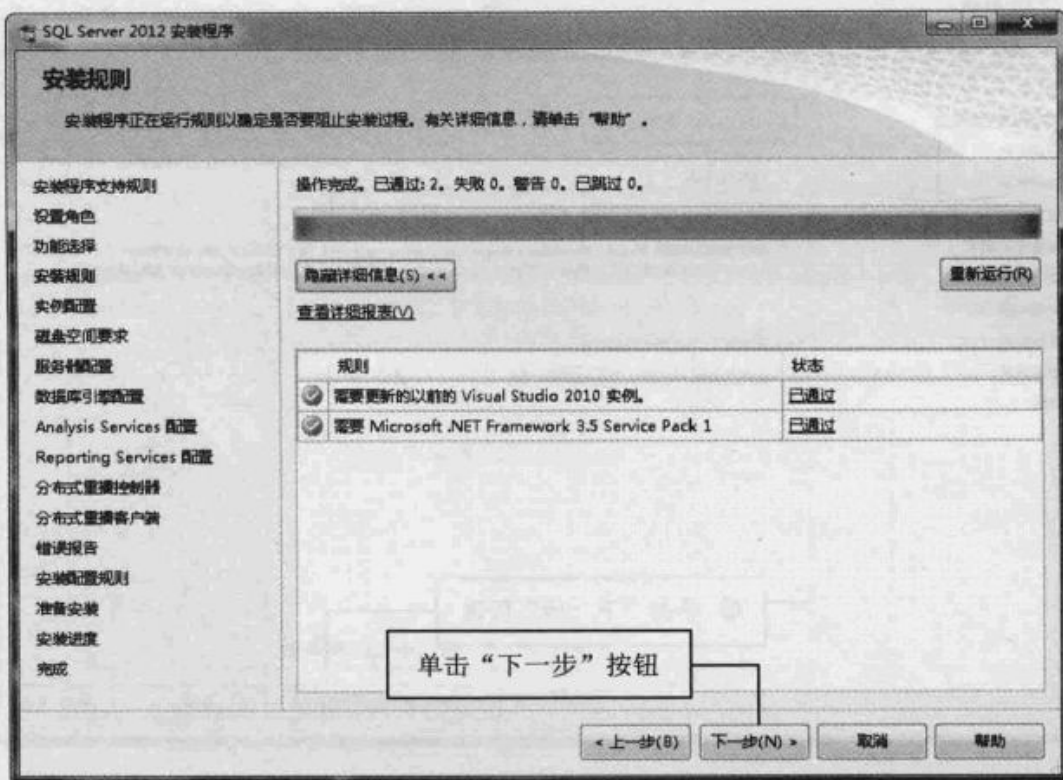 SQL Server 2012 安装程序
安装规则
安装程序正在运行规则以确定是否要阻止安装过程。有关详细信息，请单击“帮助”。
安装程序支持规则
设置角色
功能选择
安装规则
实例配置
磁盘空间要求
服务器配置
数据库引擎配置
Analysis Services 配置
Reporting Services 配置
分布式重播控制器
分布式重播客户端
错误报告
安装配置规则
准备安装
安装进度
完成
操作完成。已通过: 2。失败 0。警告 0。已跳过 0。
隐藏详细信息(S) <<
重新运行(R)
查看详细报表(V)
规则 状态
需要更新的以前的 Visual Studio 2010 实例。 已通过
需要 Microsoft .NET Framework 3.5 Service Pack 1 已通过
单击“下一步”按钮
< 上一步(B) 下一步(N) > 取消 帮助